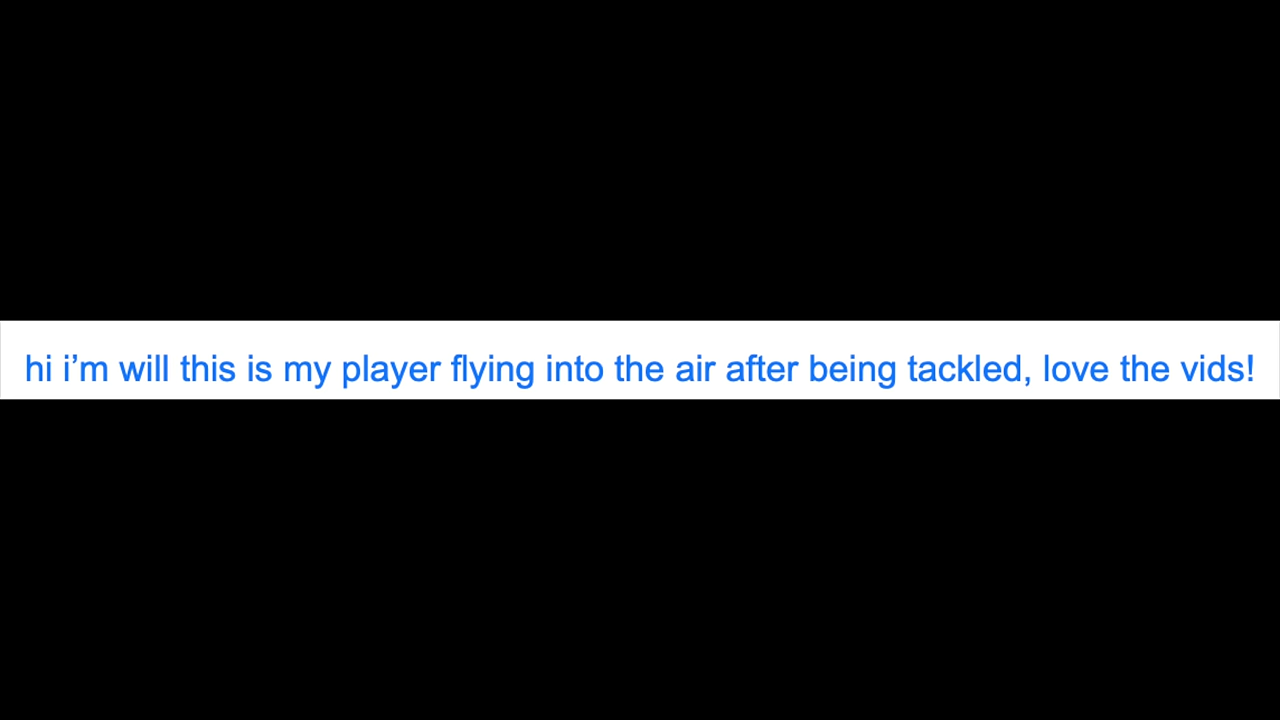 hi i’m will this is my player flying into the air after being tackled, love the vids!